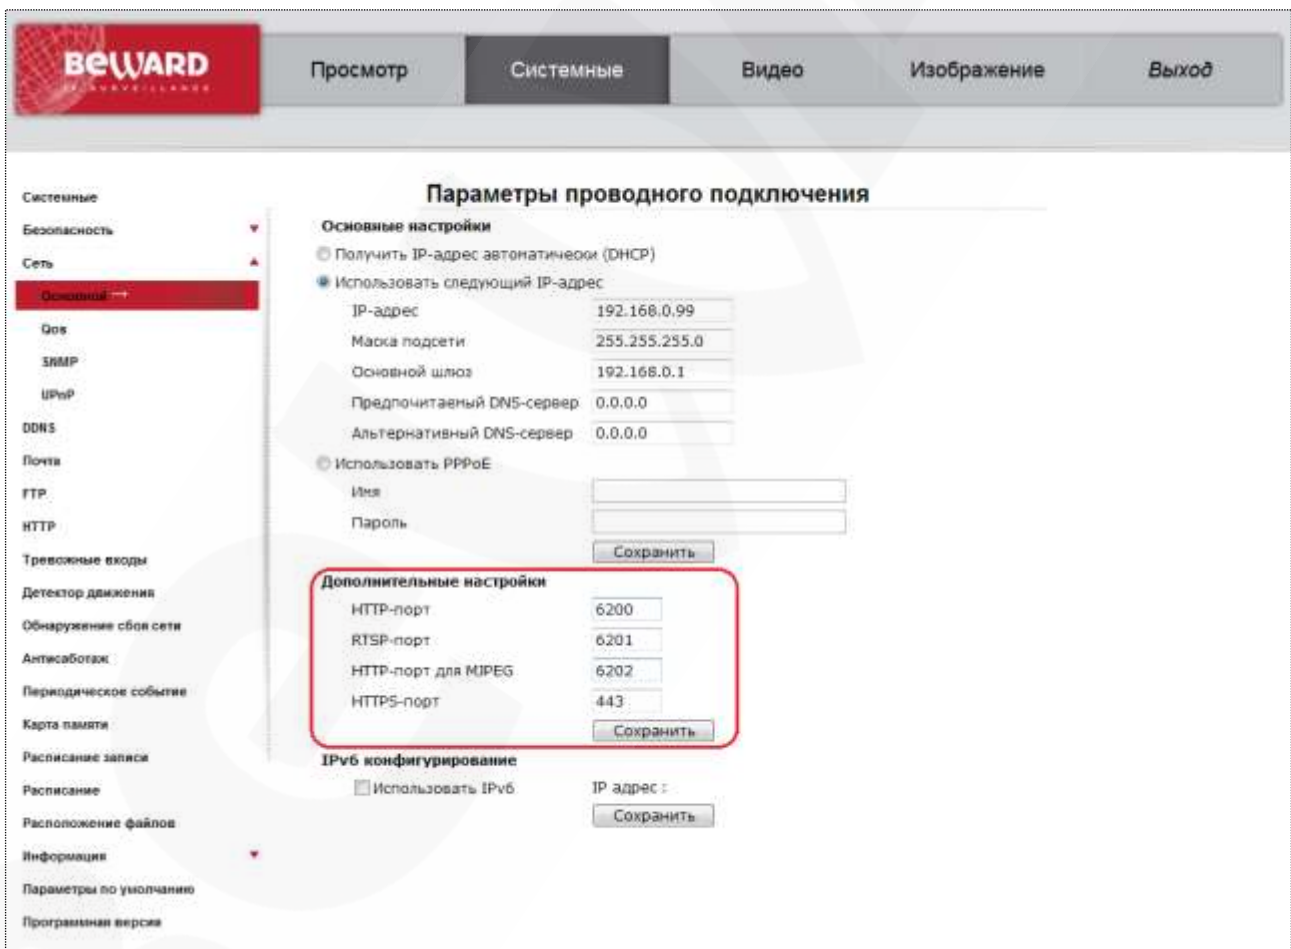 BEWARD
IP SURVEILLANCE
Просмотр
Системные
Видео
Изображение
Выход
Системные
Безопасность
Сеть
Основной →
Qos
SNMP
UPnP
DDNS
Почта
FTP
HTTP
Тревожные входы
Детектор движения
Обнаружение сбоя сети
Антисаботаж
Периодическое событие
Карта памяти
Расписание записи
Расписание
Расположение файлов
Информация
Параметры по умолчанию
Программная версия
Параметры проводного подключения
Основные настройки
Получить IP-адрес автоматически (DHCP)
Использовать следующий IP-адрес
IP-адрес 192.168.0.99
Маска подсети 255.255.255.0
Основной шлюз 192.168.0.1
Предпочитаемый DNS-сервер 0.0.0.0
Альтернативный DNS-сервер 0.0.0.0
Использовать PPPoE
Имя
Пароль
Сохранить
Дополнительные настройки
HTTP-порт 6200
RTSP-порт 6201
HTTP-порт для MJPEG 6202
HTTPS-порт 443
Сохранить
IPv6 конфигурирование
Использовать IPv6 IP адрес :
Сохранить